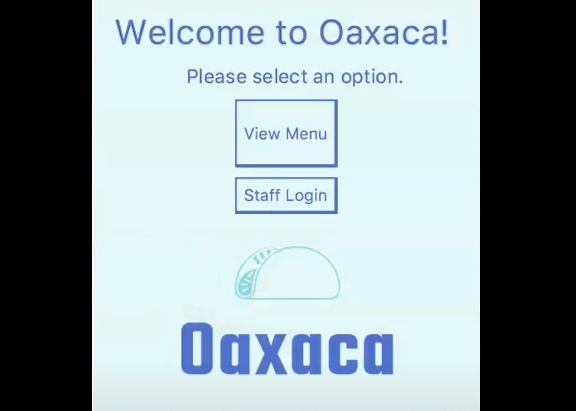 Welcome to Oaxaca!
Please select an option.
View Menu
Staff Login
Oaxaca